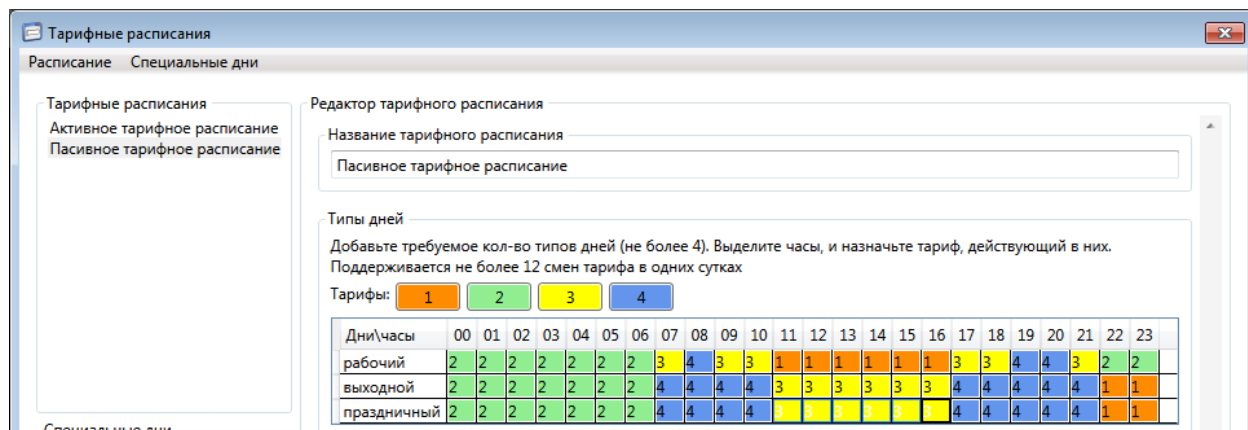 Тарифные расписания
Расписание Специальные дни
Тарифные расписания
Активное тарифное расписание
Пасивное тарифное расписание
Редактор тарифного расписания
Название тарифного расписания
Пасивное тарифное расписание
Типы дней
Добавьте требуемое кол-во типов дней (не более 4). Выделите часы, и назначьте тариф, действующий в них.
Поддерживается не более 12 смен тарифа в одних сутках
Тарифы: 1 2 3 4
Дни\часы 00 01 02 03 04 05 06 07 08 09 10 11 12 13 14 15 16 17 18 19 20 21 22 23
рабочий 2 2 2 2 2 2 2 3 4 3 3 1 1 1 1 1 1 3 3 4 4 3 2 2
выходной 2 2 2 2 2 2 2 4 4 4 4 3 3 3 3 3 3 4 4 4 4 4 1 1
праздничный 2 2 2 2 2 2 2 4 4 4 4 3 3 3 3 3 3 4 4 4 4 4 1 1
Специальные дни